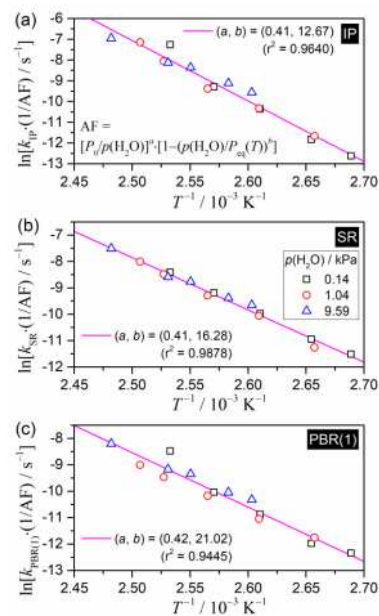 (a)
(a, b) = (0.41, 12.67)
IP
(r² = 0.9640)
ln[k_IP·(1/AF) / s⁻¹]
-6
-7
-8
-9
-10
-11
-12
-13
AF =
[P₀/p(H₂O)]ᵃ·[1-(p(H₂O)/P_eq(T))ᵇ]
2.45 2.50 2.55 2.60 2.65 2.70
T⁻¹ / 10⁻³ K⁻¹
(b)
SR
ln[k_SR·(1/AF) / s⁻¹]
-6
-7
-8
-9
-10
-11
-12
p(H₂O) / kPa
0.14
1.04
9.59
(a, b) = (0.41, 16.28)
(r² = 0.9878)
2.45 2.50 2.55 2.60 2.65 2.70
T⁻¹ / 10⁻³ K⁻¹
(c)
PBR(1)
ln[k_PBR(1)·(1/AF) / s⁻¹]
-8
-9
-10
-11
-12
(a, b) = (0.42, 21.02)
(r² = 0.9445)
2.45 2.50 2.55 2.60 2.65 2.70
T⁻¹ / 10⁻³ K⁻¹